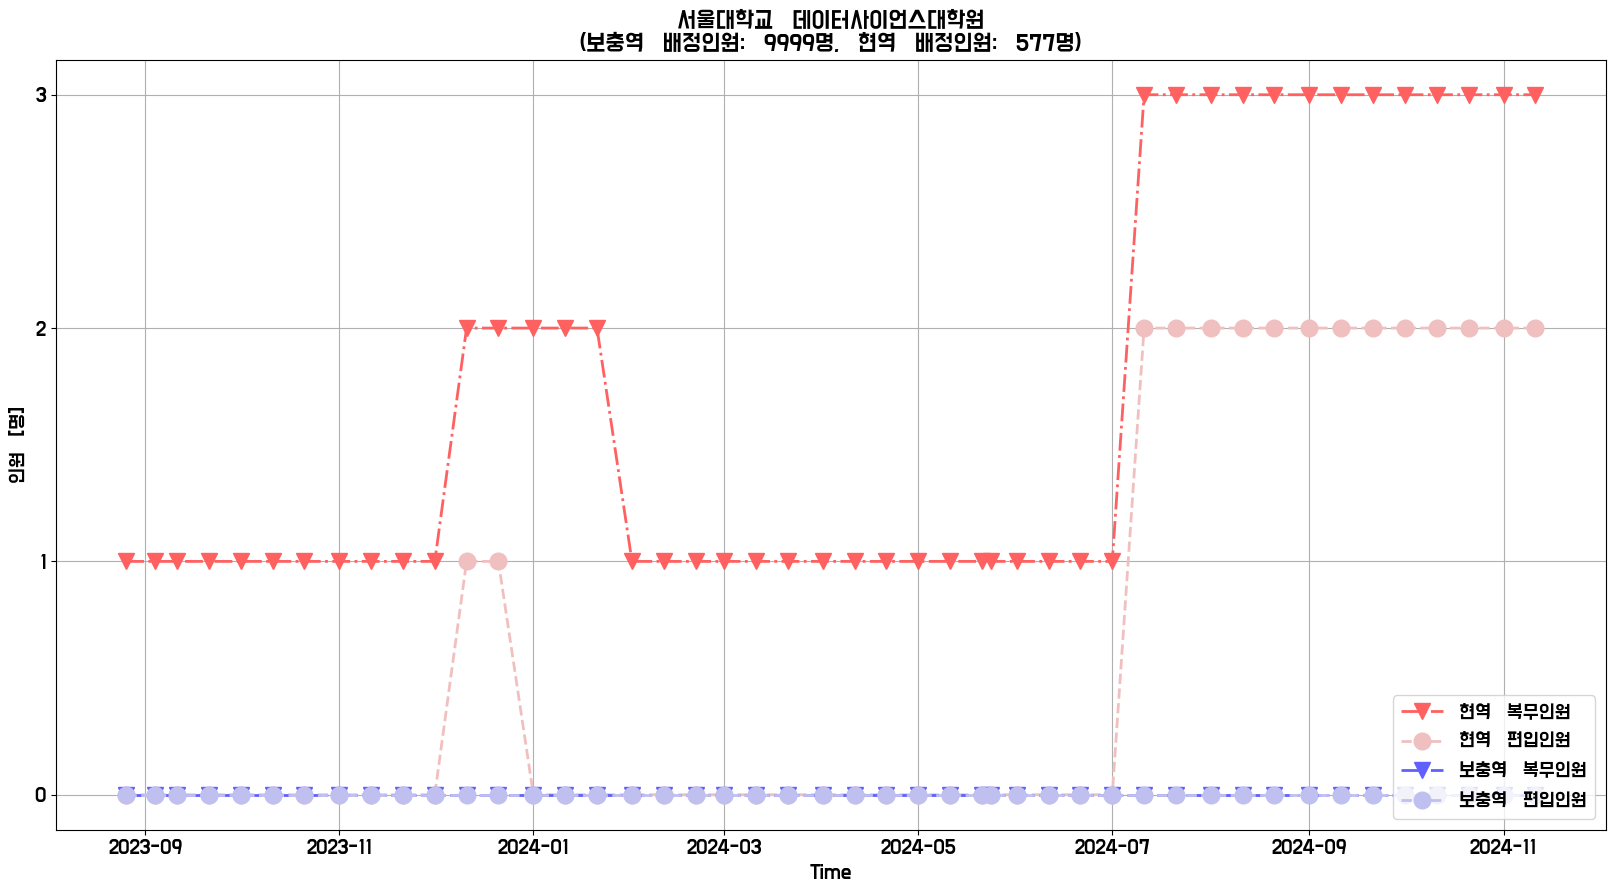 서울대학교 데이터사이언스대학원
(보충역 배정인원: 9999명, 현역 배정인원: 577명)
3
2
1
0
인원 [명]
2023-09
2023-11
2024-01
2024-03
2024-05
2024-07
2024-09
2024-11
Time
현역 복무인원
현역 편입인원
보충역 복무인원
보충역 편입인원